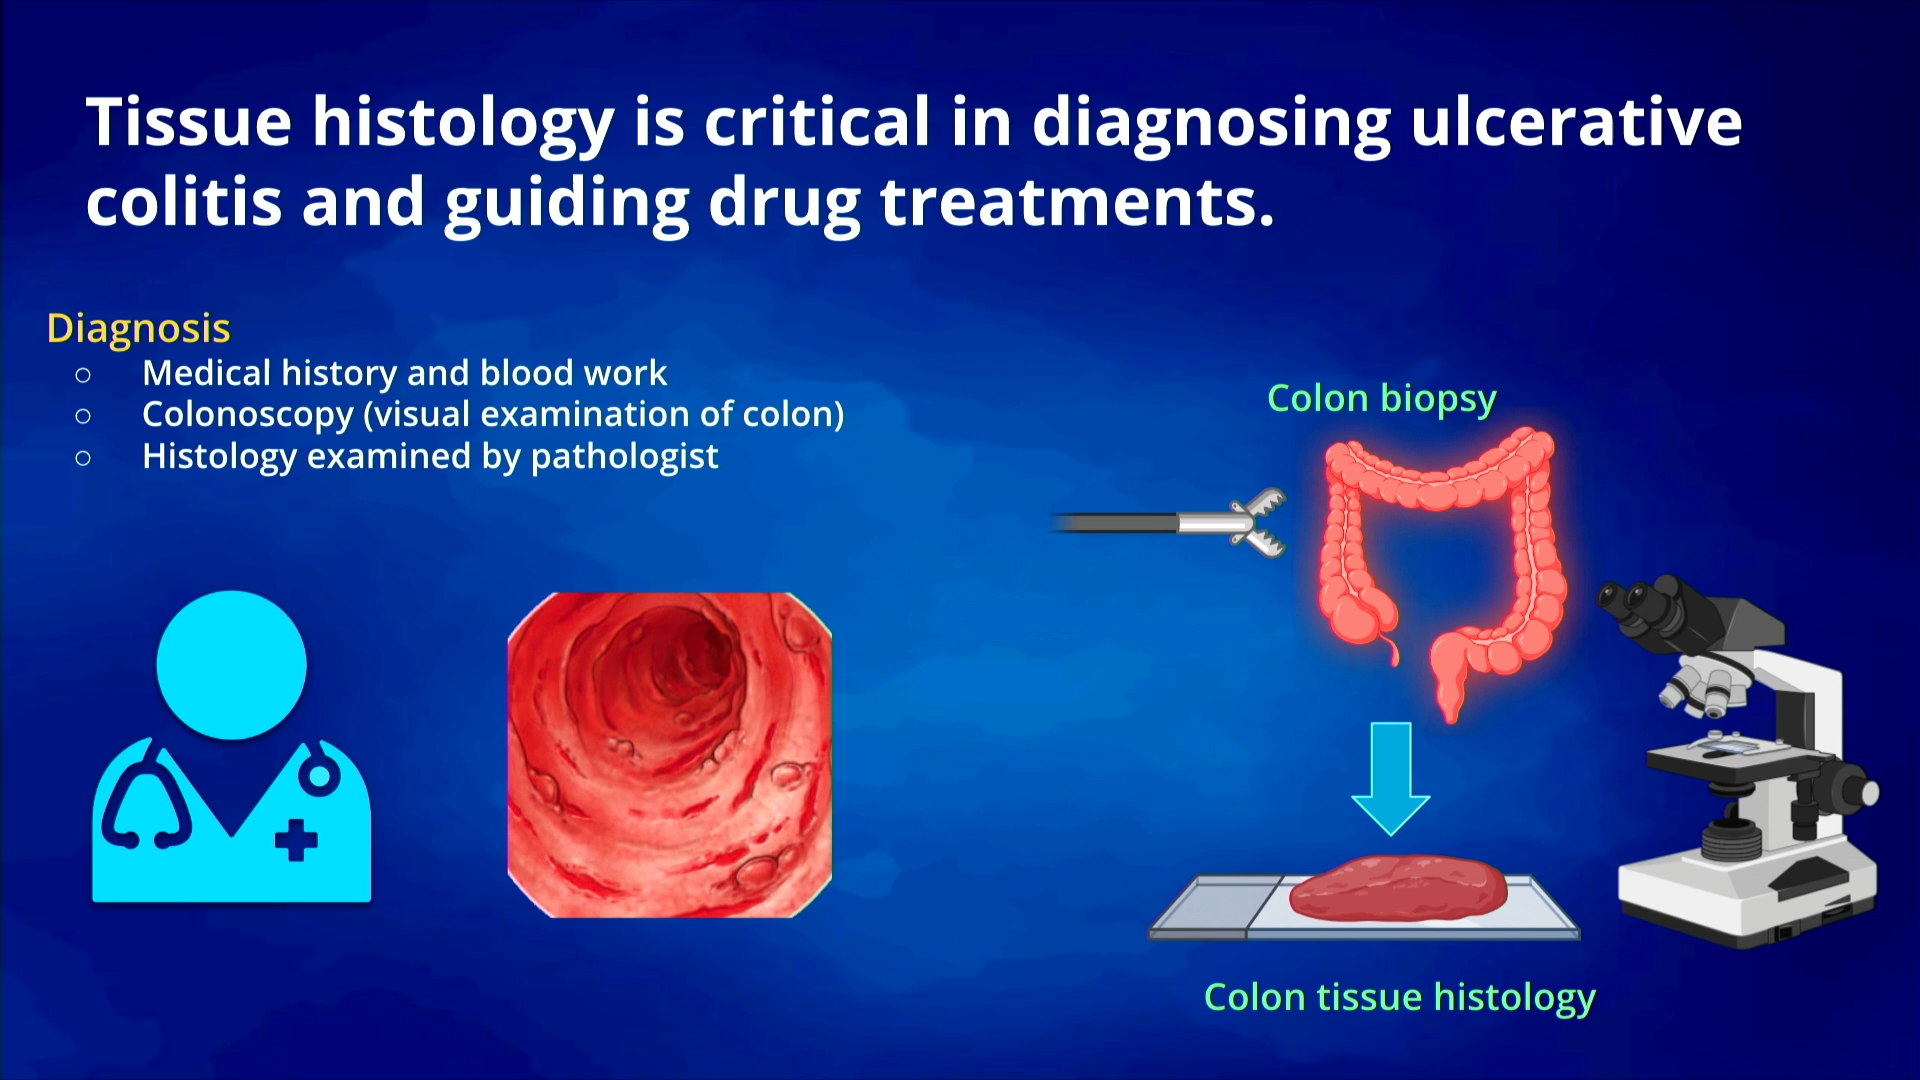 Tissue histology is critical in diagnosing ulcerative
colitis and guiding drug treatments.
Diagnosis
○ Medical history and blood work
○ Colonoscopy (visual examination of colon)
○ Histology examined by pathologist
Colon biopsy
Colon tissue histology